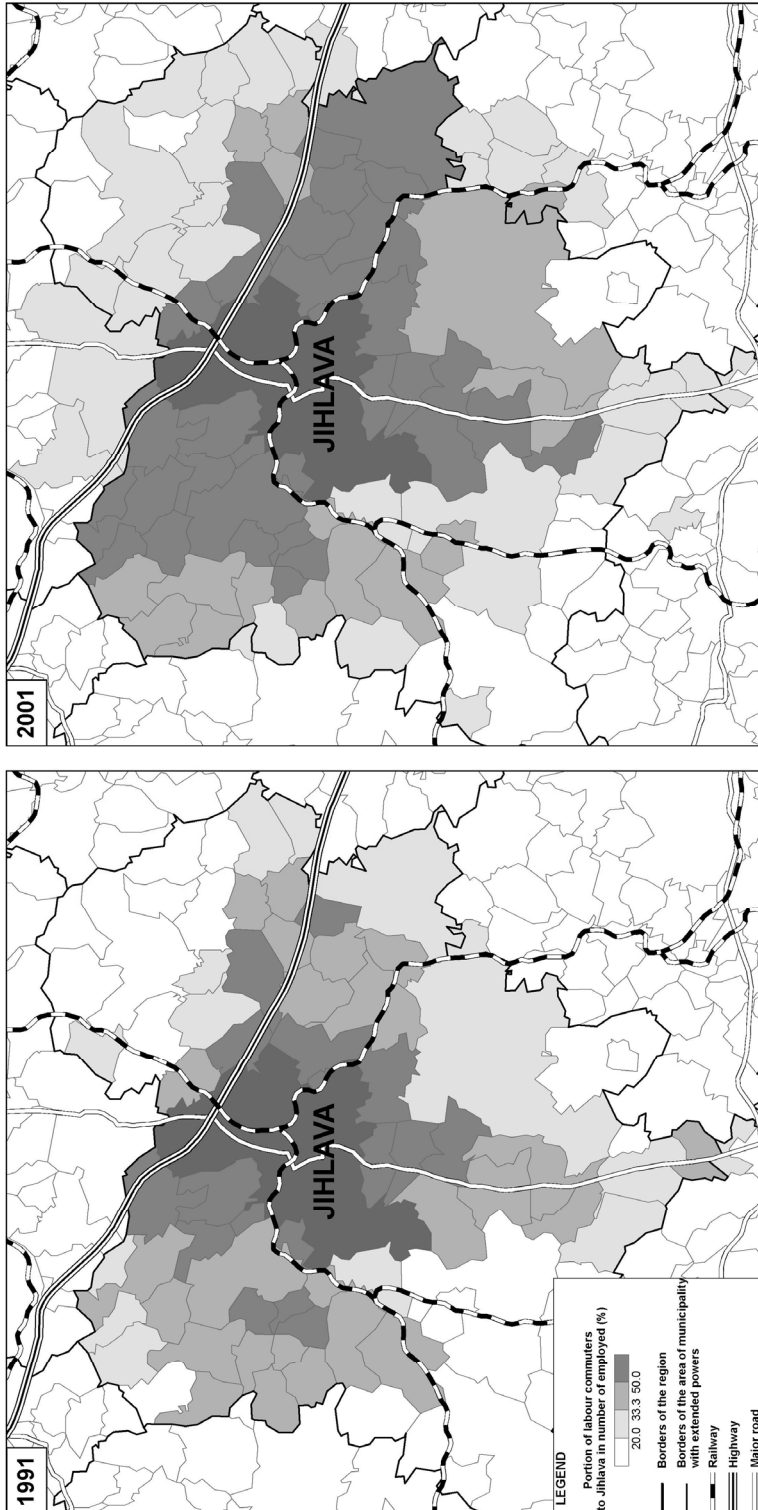 1991
JIHLAVA
LEGEND
Portion of labour commuters
to Jihlava in number of employed (%)
20.0 33.3 50.0
Borders of the region
Borders of the area of municipality
with extended powers
Railway
Highway
Major road
2001
JIHLAVA